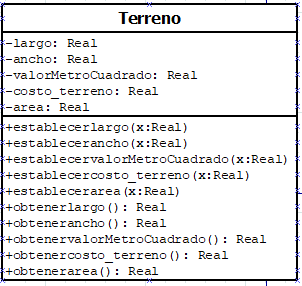 Terreno
-largo: Real
-ancho: Real
-valorMetroCuadrado: Real
-costo_terreno: Real
-area: Real
+establecerlargo(x:Real)
+establecerancho(x:Real)
+establecervalorMetroCuadrado(x:Real)
+establecercosto_terreno(x:Real)
+establecerarea(x:Real)
+obtenerlargo(): Real
+obtenerancho(): Real
+obtenervalorMetroCuadrado(): Real
+obtenercosto_terreno(): Real
+obtenerarea(): Real